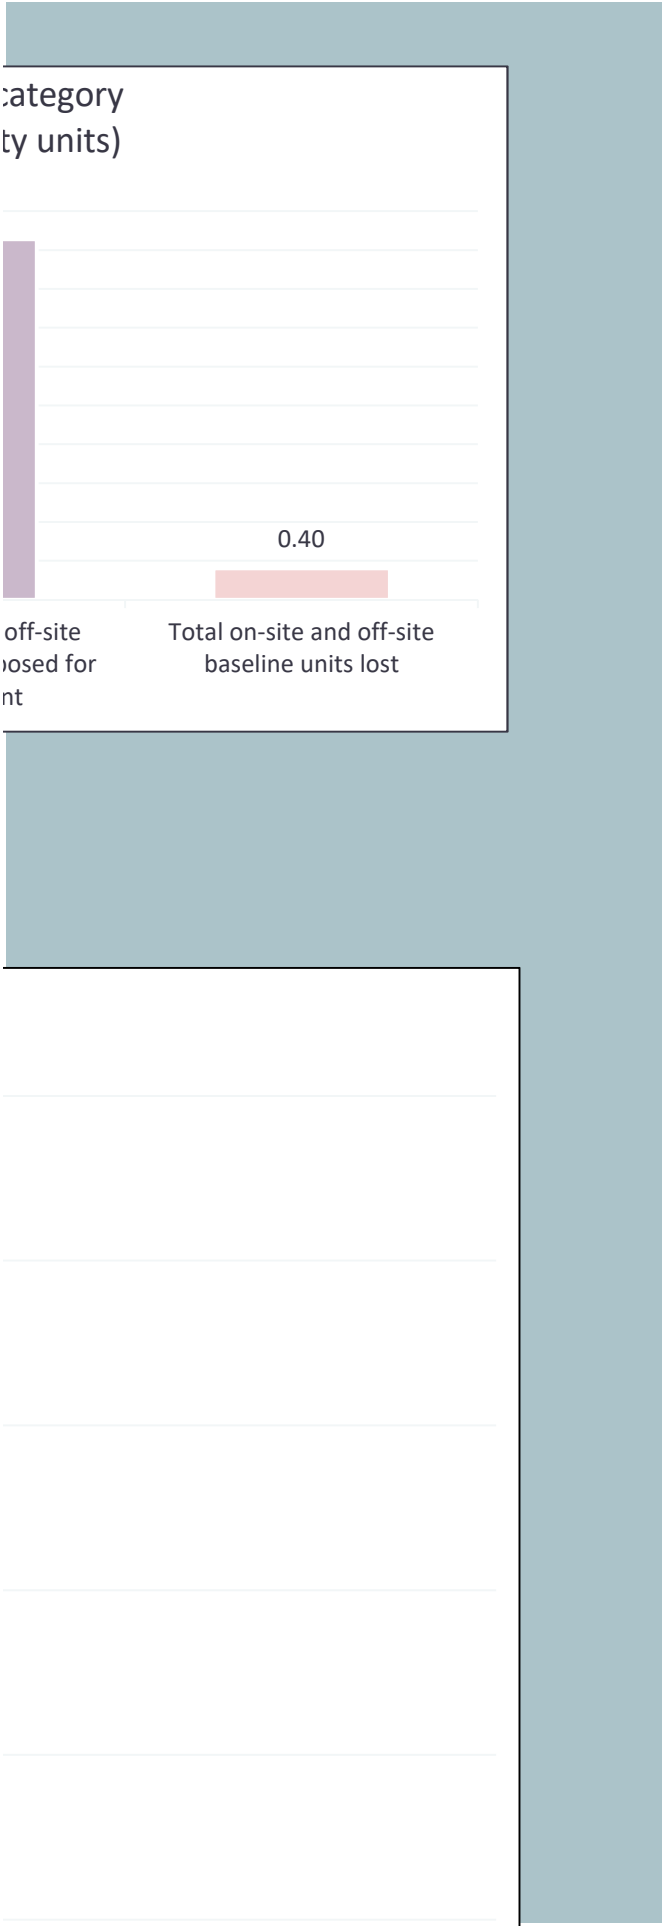 category
ty units)
0.40
off-site
posed for
nt
Total on-site and off-site
baseline units lost